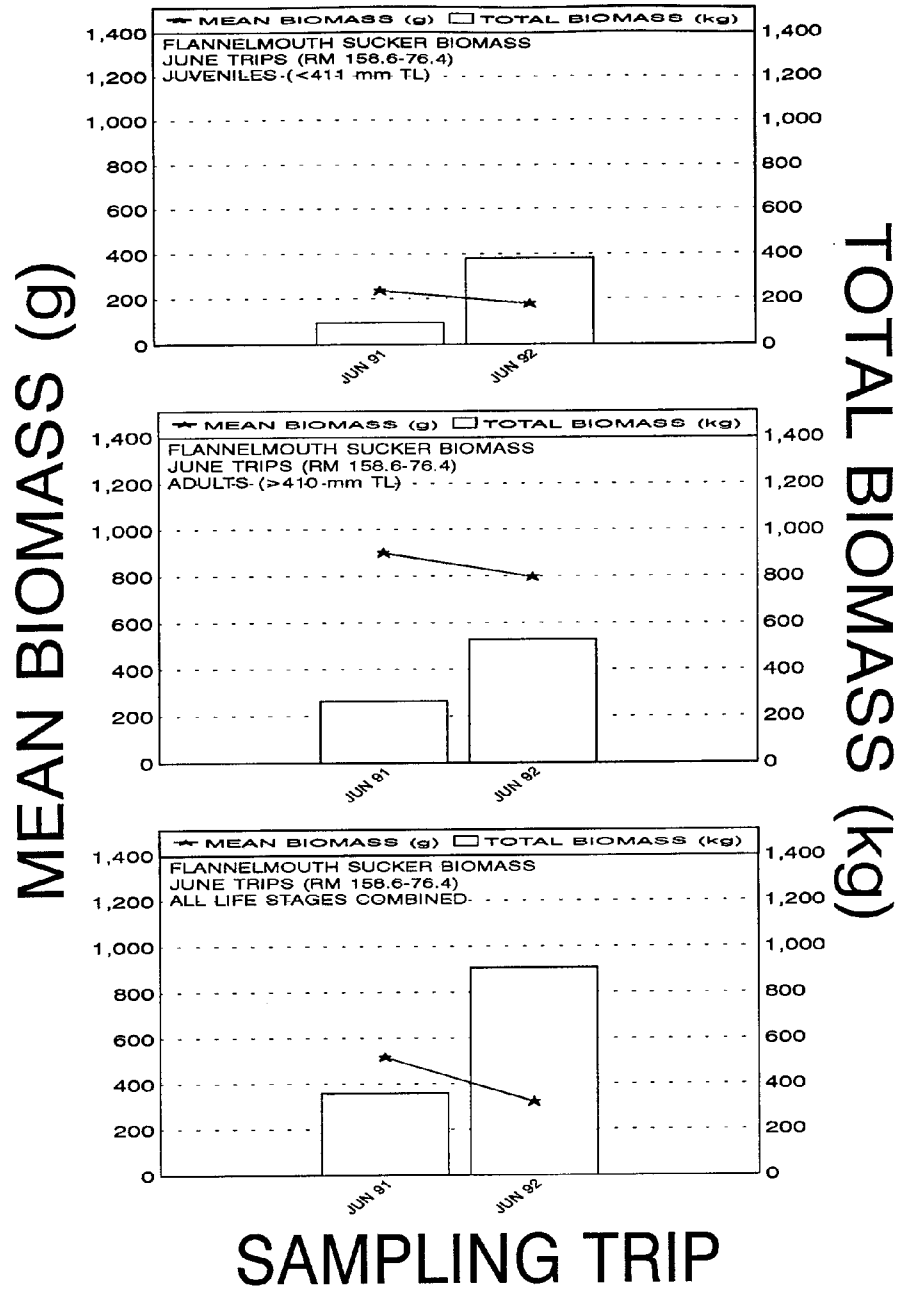 MEAN BIOMASS (g) TOTAL BIOMASS (kg)
FLANNELMOUTH SUCKER BIOMASS
JUNE TRIPS (RM 158.6-76.4)
JUVENILES (<411 mm TL)
1,400
1,200
1,000
800
600
400
200
0
1,400
1,200
1,000
800
600
400
200
0
JUN 91
JUN 92
MEAN BIOMASS (g) TOTAL BIOMASS (kg)
FLANNELMOUTH SUCKER BIOMASS
JUNE TRIPS (RM 158.6-76.4)
ADULTS (>410 mm TL)
1,400
1,200
1,000
800
600
400
200
0
1,400
1,200
1,000
800
600
400
200
0
JUN 91
JUN 92
MEAN BIOMASS (g) TOTAL BIOMASS (kg)
FLANNELMOUTH SUCKER BIOMASS
JUNE TRIPS (RM 158.6-76.4)
ALL LIFE STAGES COMBINED
1,400
1,200
1,000
800
600
400
200
0
1,400
1,200
1,000
800
600
400
200
0
JUN 91
JUN 92
MEAN BIOMASS (g)
TOTAL BIOMASS (kg)
SAMPLING TRIP